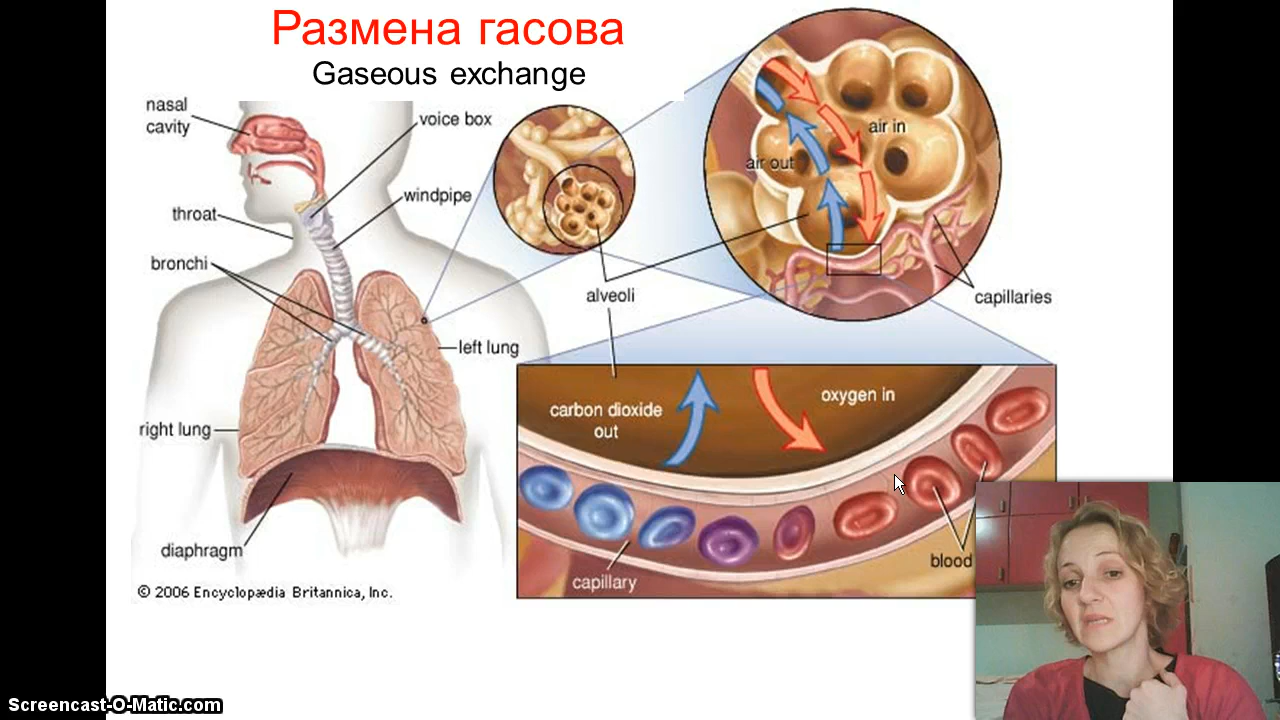 Размена гасова
Gaseous exchange
nasal
cavity
voice box
windpipe
throat
bronchi
left lung
right lung
diaphragm
alveoli
air in
air out
capillaries
carbon dioxide
out
oxygen in
capillary
blood
© 2006 Encyclopædia Britannica, Inc.
Screencast-O-Matic.com